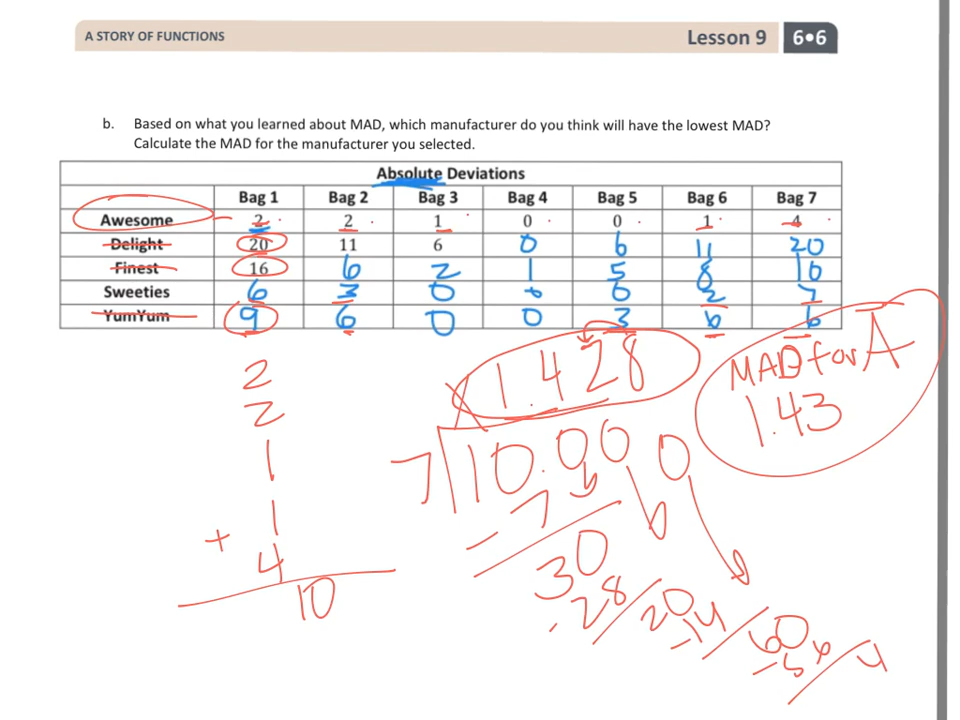 A STORY OF FUNCTIONS Lesson 9 6•6
b. Based on what you learned about MAD, which manufacturer do you think will have the lowest MAD?
Calculate the MAD for the manufacturer you selected.
Absolute Deviations
Bag 1 Bag 2 Bag 3 Bag 4 Bag 5 Bag 6 Bag 7
Awesome 2 2 1 0 0 1 4
Delight 20 11 6 0 6 11 20
Finest 16 6 2 1 5 8 10
Sweeties 6 3 0 0 0 2 7
YumYum 9 6 0 0 3 6 6
2
2
1
1
+ 4
10
1.428
7 10.000
- 7
30
- 28
20
- 14
60
- 56
4
MAD for A
1.43